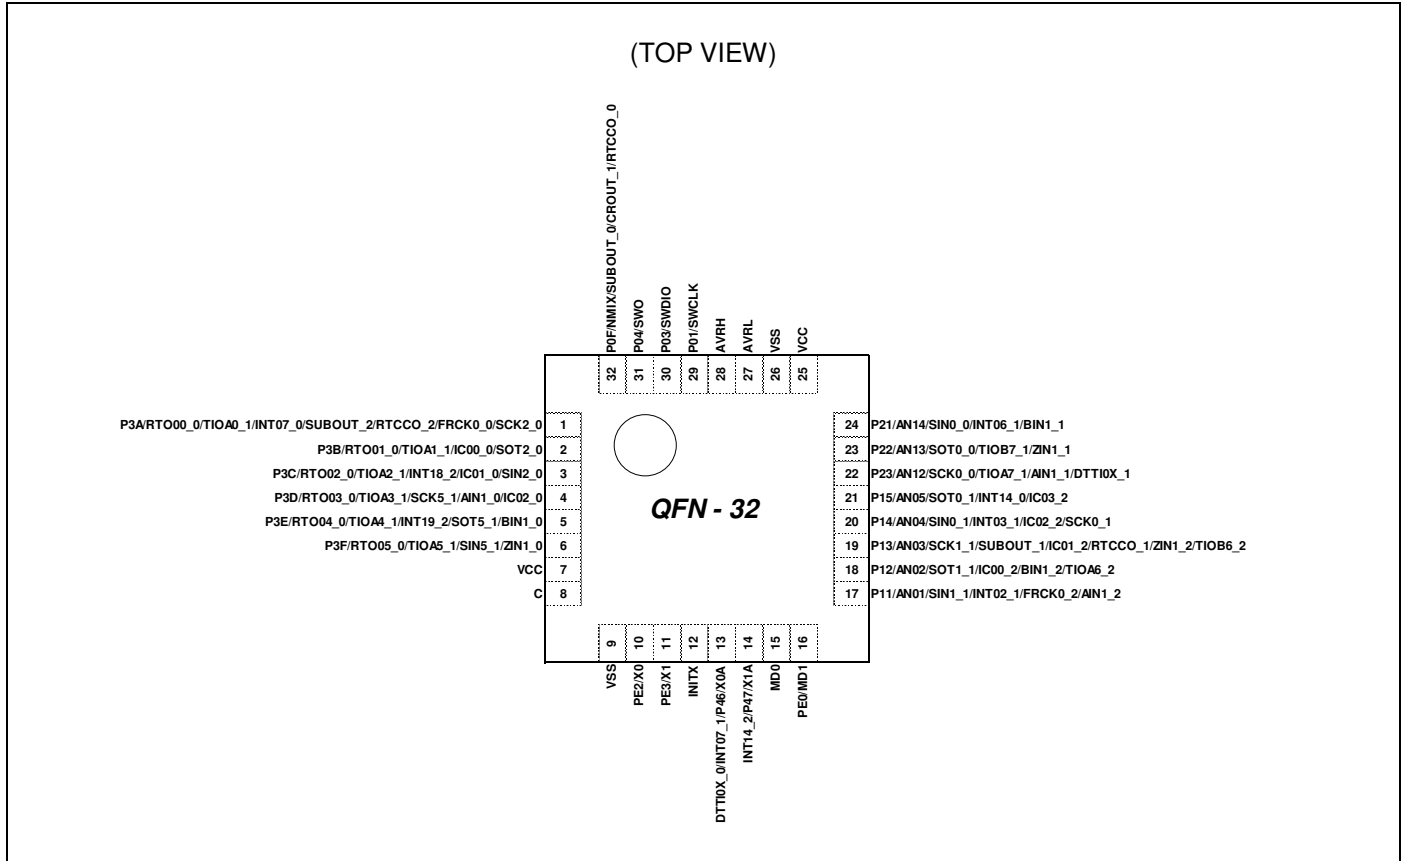 (TOP VIEW)
P0F/NMIX/SUBOUT_0/CROUT_1/RTCCO_0
P04/SWO
P03/SWDIO
P01/SWCLK
AVRH
AVRL
VSS
VCC
32
31
30
29
28
27
26
25
P3A/RTO00_0/TIOA0_1/INT07_0/SUBOUT_2/RTCCO_2/FRCK0_0/SCK2_0 1
P3B/RTO01_0/TIOA1_1/IC00_0/SOT2_0 2
P3C/RTO02_0/TIOA2_1/INT18_2/IC01_0/SIN2_0 3
P3D/RTO03_0/TIOA3_1/SCK5_1/AIN1_0/IC02_0 4
P3E/RTO04_0/TIOA4_1/INT19_2/SOT5_1/BIN1_0 5
P3F/RTO05_0/TIOA5_1/SIN5_1/ZIN1_0 6
VCC 7
C 8
QFN - 32
24 P21/AN14/SIN0_0/INT06_1/BIN1_1
23 P22/AN13/SOT0_0/TIOB7_1/ZIN1_1
22 P23/AN12/SCK0_0/TIOA7_1/AIN1_1/DTTI0X_1
21 P15/AN05/SOT0_1/INT14_0/IC03_2
20 P14/AN04/SIN0_1/INT03_1/IC02_2/SCK0_1
19 P13/AN03/SCK1_1/SUBOUT_1/IC01_2/RTCCO_1/ZIN1_2/TIOB6_2
18 P12/AN02/SOT1_1/IC00_2/BIN1_2/TIOA6_2
17 P11/AN01/SIN1_1/INT02_1/FRCK0_2/AIN1_2
9
10
11
12
13
14
15
16
VSS
PE2/X0
PE3/X1
INITX
DTTI0X_0/INT07_1/P46/X0A
INT14_2/P47/X1A
MD0
PE0/MD1